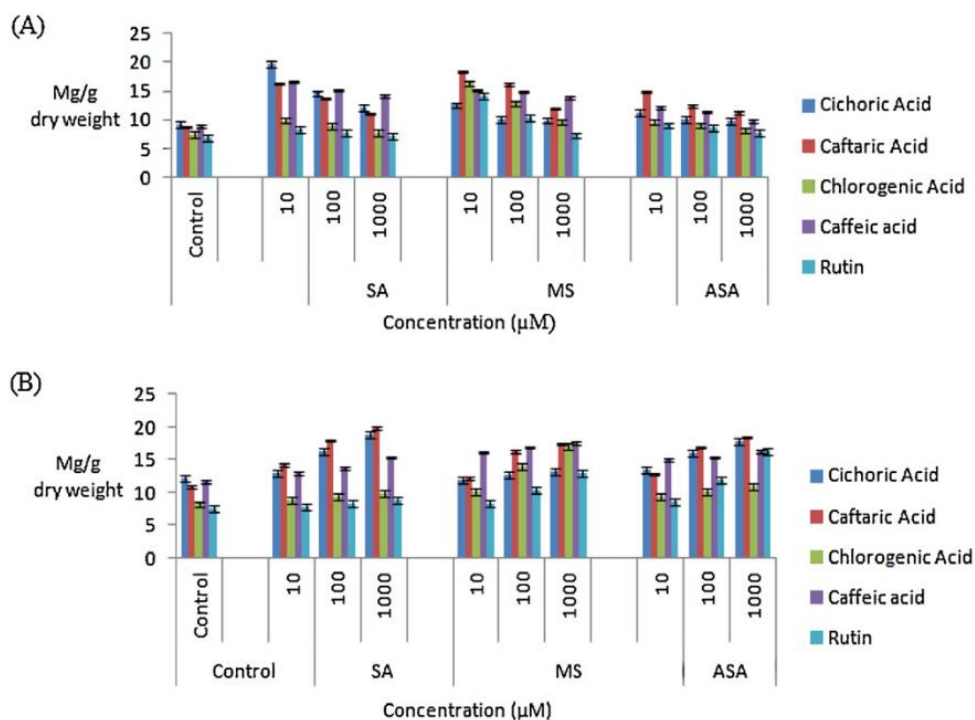 (A)
25
20
15
10
5
0
Mg/g
dry weight
Control
10
100
1000
10
100
1000
10
100
1000
SA
MS
ASA
Concentration (µM)
Cichoric Acid
Caftaric Acid
Chlorogenic Acid
Caffeic acid
Rutin
(B)
25
20
15
10
5
0
Mg/g
dry weight
Control
10
100
1000
10
100
1000
10
100
1000
Control
SA
MS
ASA
Concentration (µM)
Cichoric Acid
Caftaric Acid
Chlorogenic Acid
Caffeic acid
Rutin